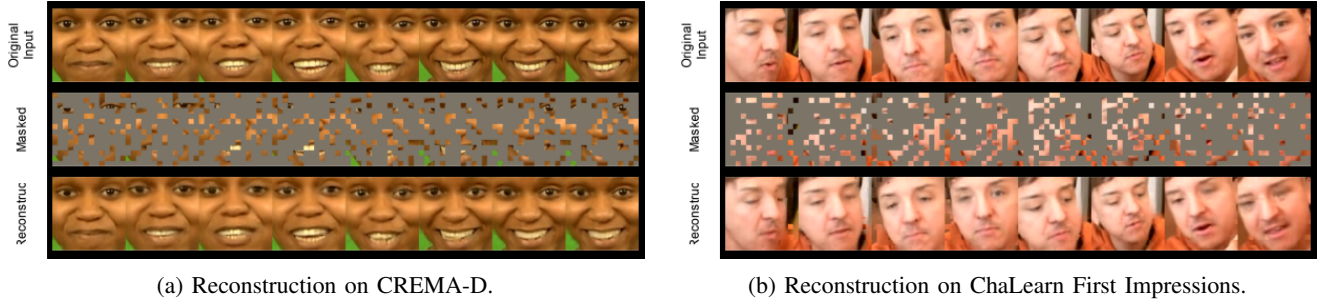 Original
Input
Masked
Reconstruc
(a) Reconstruction on CREMA-D.
Original
Input
Masked
Reconstruc
(b) Reconstruction on ChaLearn First Impressions.